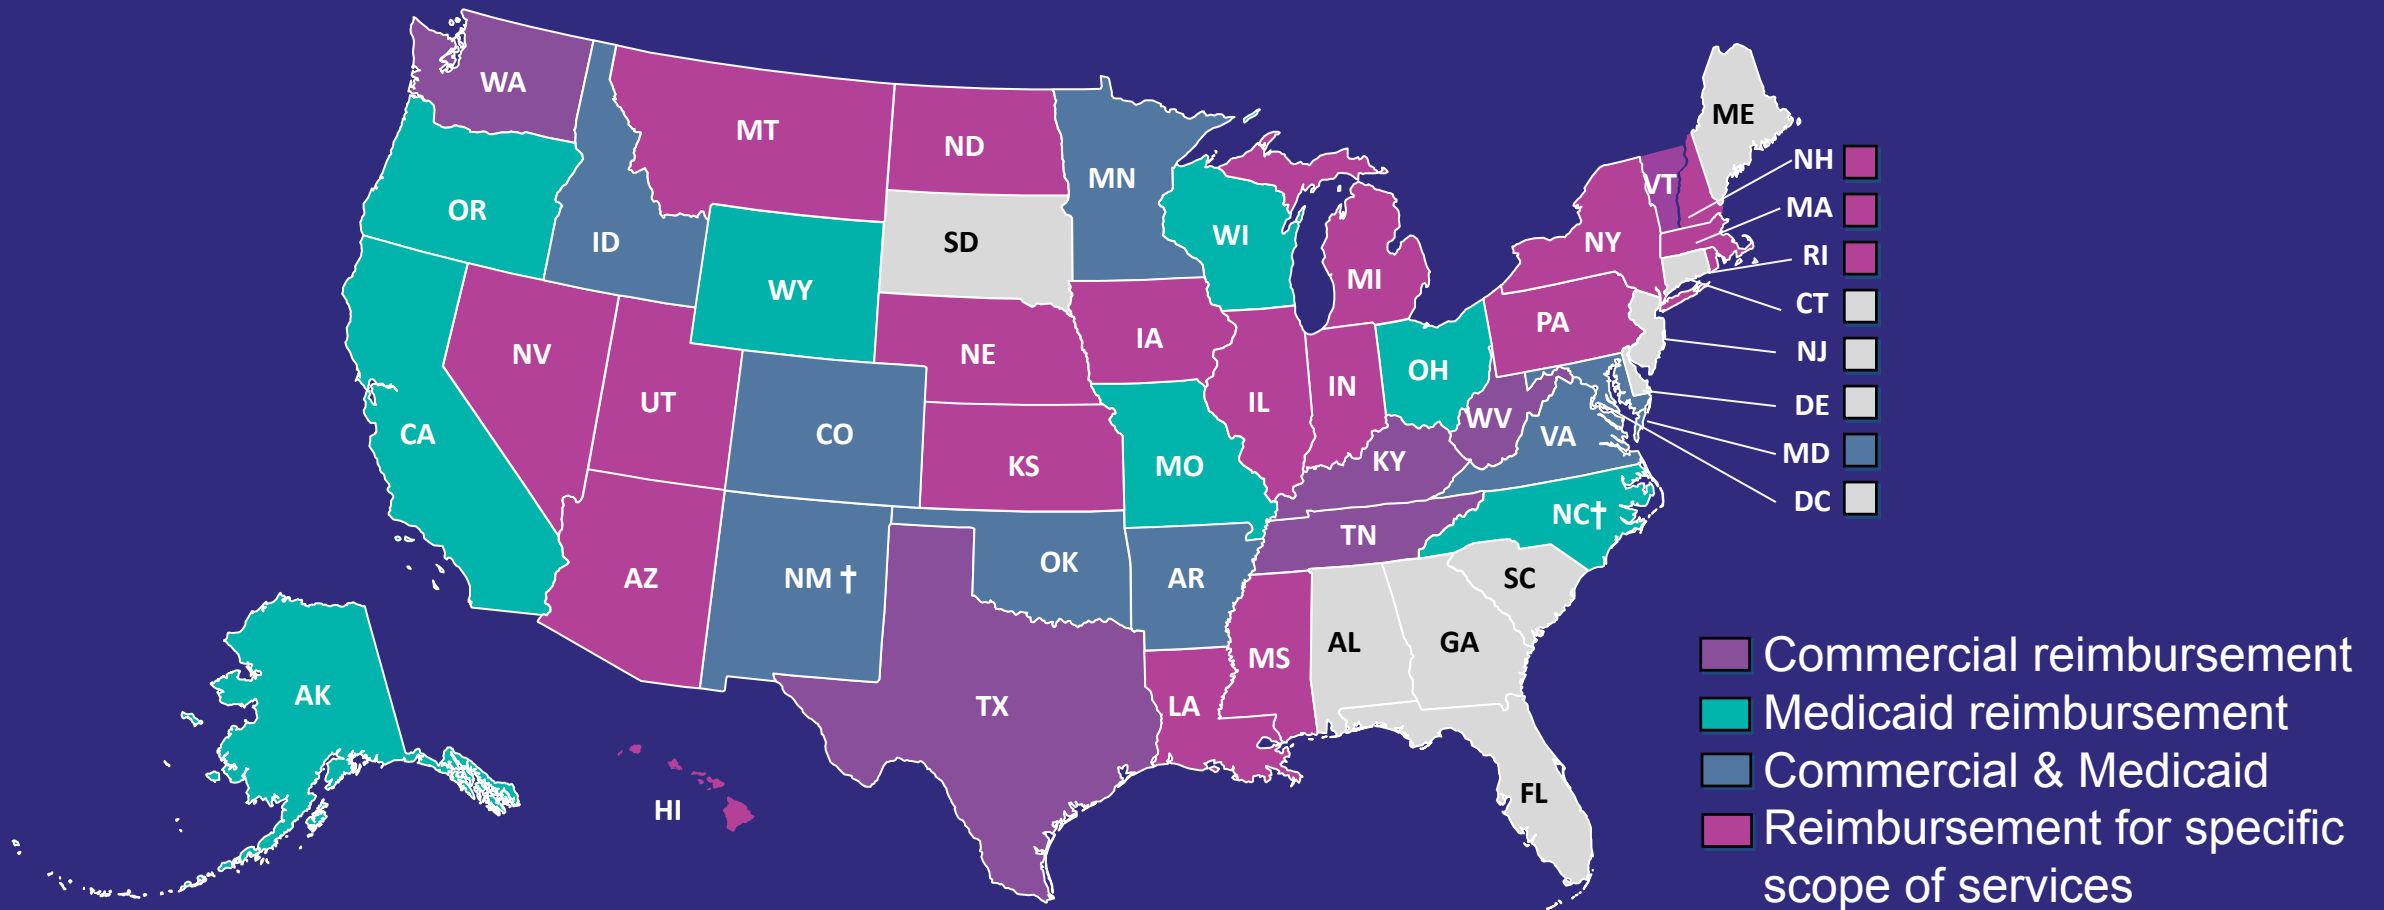 WA
MT
ND
MN
ME
NH
VT
MA
OR
ID
SD
WI
NY
RI
MI
WY
CT
PA
NJ
IA
NV
NE
OH
IN
UT
IL
DE
WV
CO
VA
CA
MD
KS
MO
KY
DC
NC†
TN
OK
AZ
NM †
AR
SC
AL
GA
MS
Commercial reimbursement
AK
TX
LA
Medicaid reimbursement
Commercial & Medicaid
FL
HI
Reimbursement for specific
scope of services